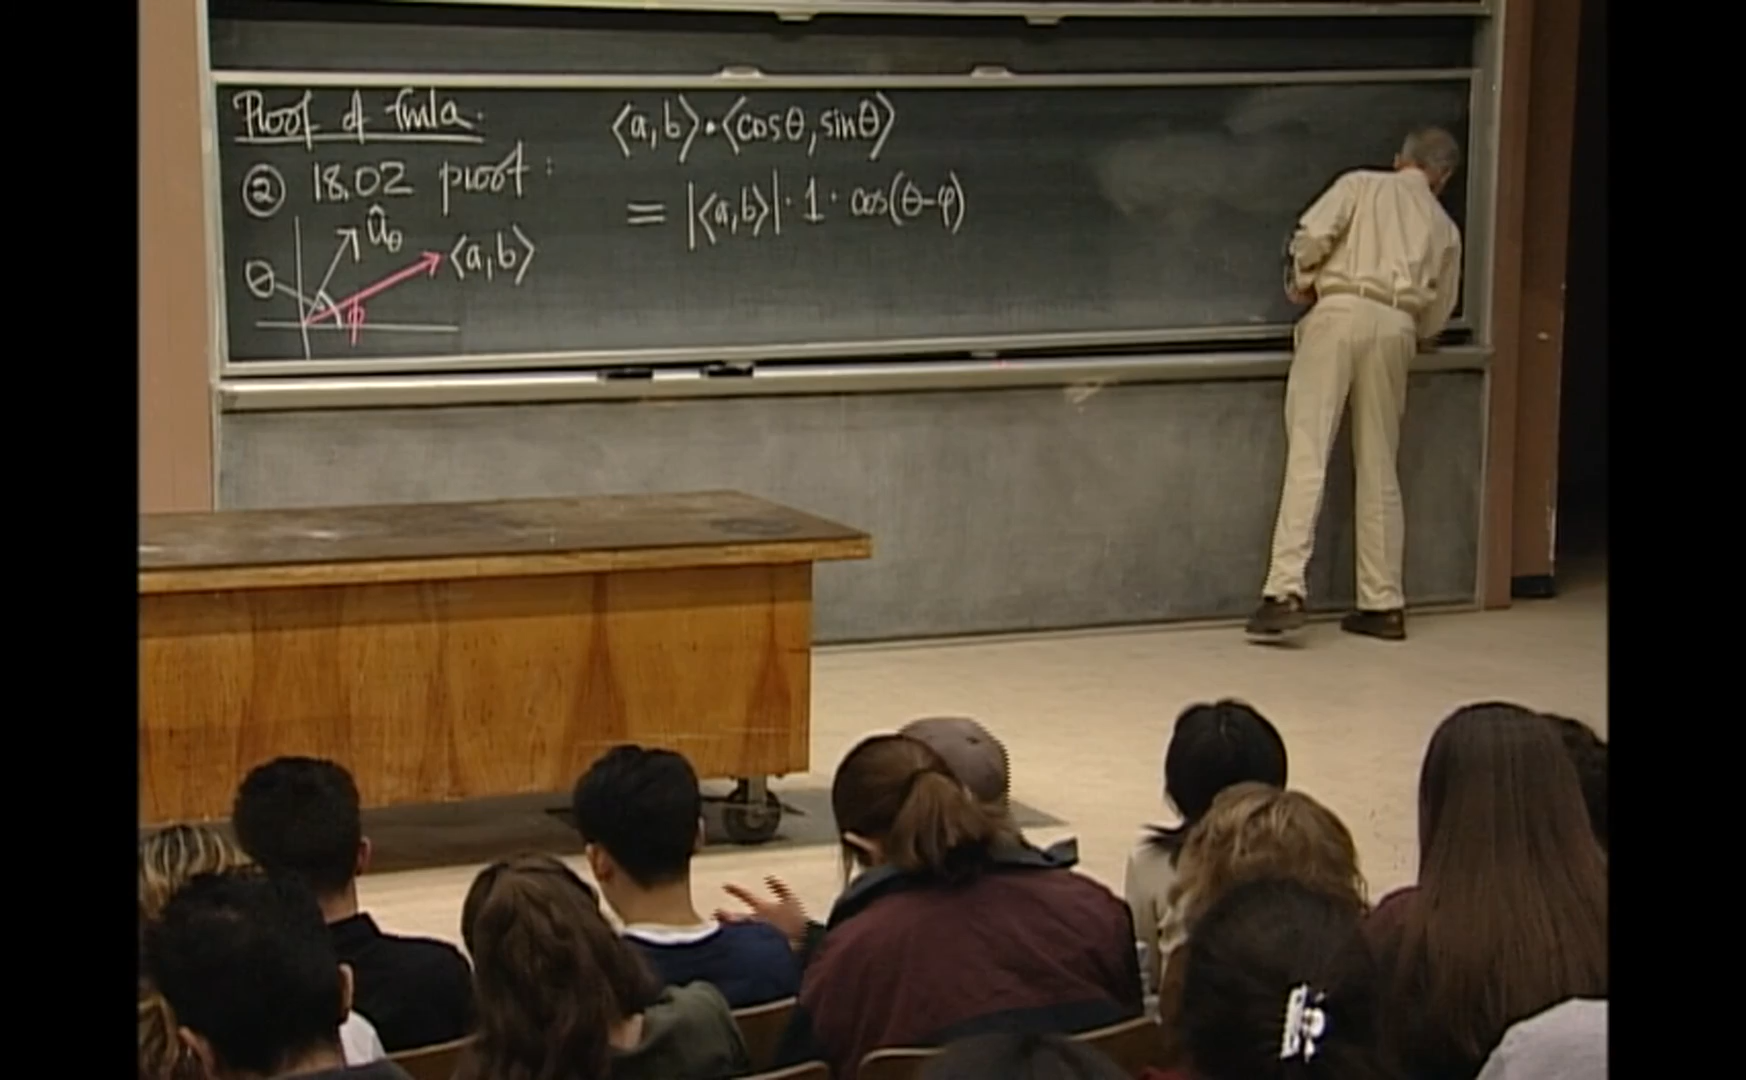 Proof of fmla.
② 18.02 proof:
û_θ
⟨a,b⟩
θ
φ
⟨a,b⟩•⟨cosθ, sinθ⟩
= |⟨a,b⟩|·1·cos(θ-φ)